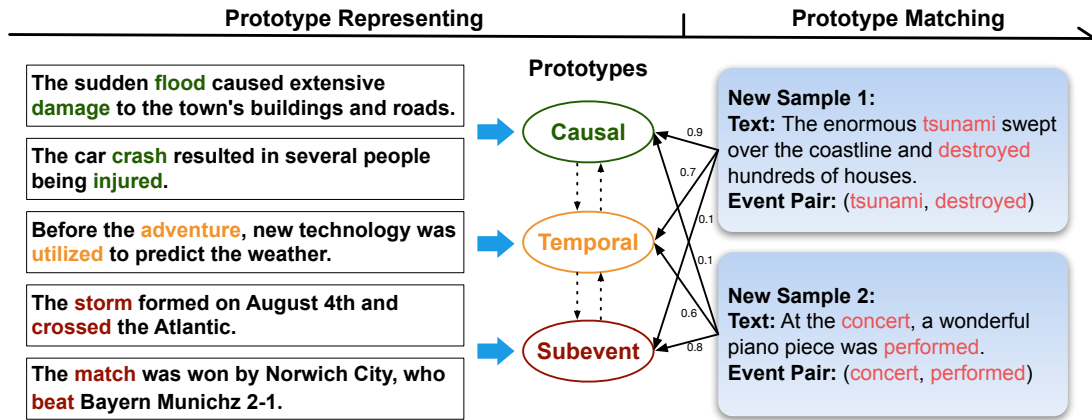 Prototype Representing
Prototype Matching
The sudden flood caused extensive
damage to the town's buildings and roads.
The car crash resulted in several people
being injured.
Before the adventure, new technology was
utilized to predict the weather.
The storm formed on August 4th and
crossed the Atlantic.
The match was won by Norwich City, who
beat Bayern Munichz 2-1.
Prototypes
Causal
Temporal
Subevent
0.9
0.7
0.1
0.1
0.6
0.8
New Sample 1:
Text: The enormous tsunami swept
over the coastline and destroyed
hundreds of houses.
Event Pair: (tsunami, destroyed)
New Sample 2:
Text: At the concert, a wonderful
piano piece was performed.
Event Pair: (concert, performed)